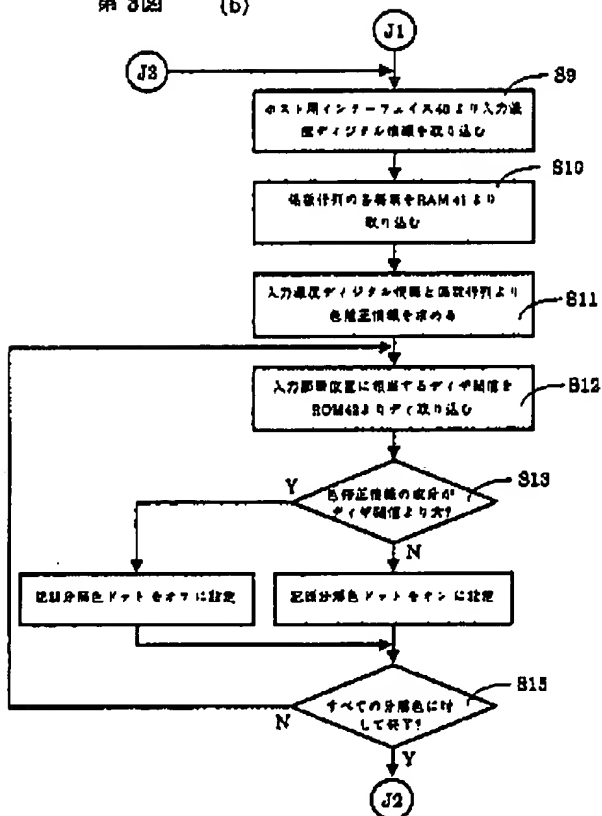 第3図 (b)
J1
J3
S9
ホスト用インターフェイス40より入力濃
度ディジタル情報を取り込む
S10
係数行列の各要素をRAM41より
取り込む
入力濃度ディジタル情報と係数行列より
色修正情報を求める
S11
入力画素位置に相当するディザ閾値を
ROM42よりディ取り込む
S12
S13
色修正情報の成分が
ディザ閾値より大?
Y
N
記録分解色ドットをオフに設定
記録分解色ドットをオンに設定
S15
すべての分解色に対
して終了?
N
Y
J2